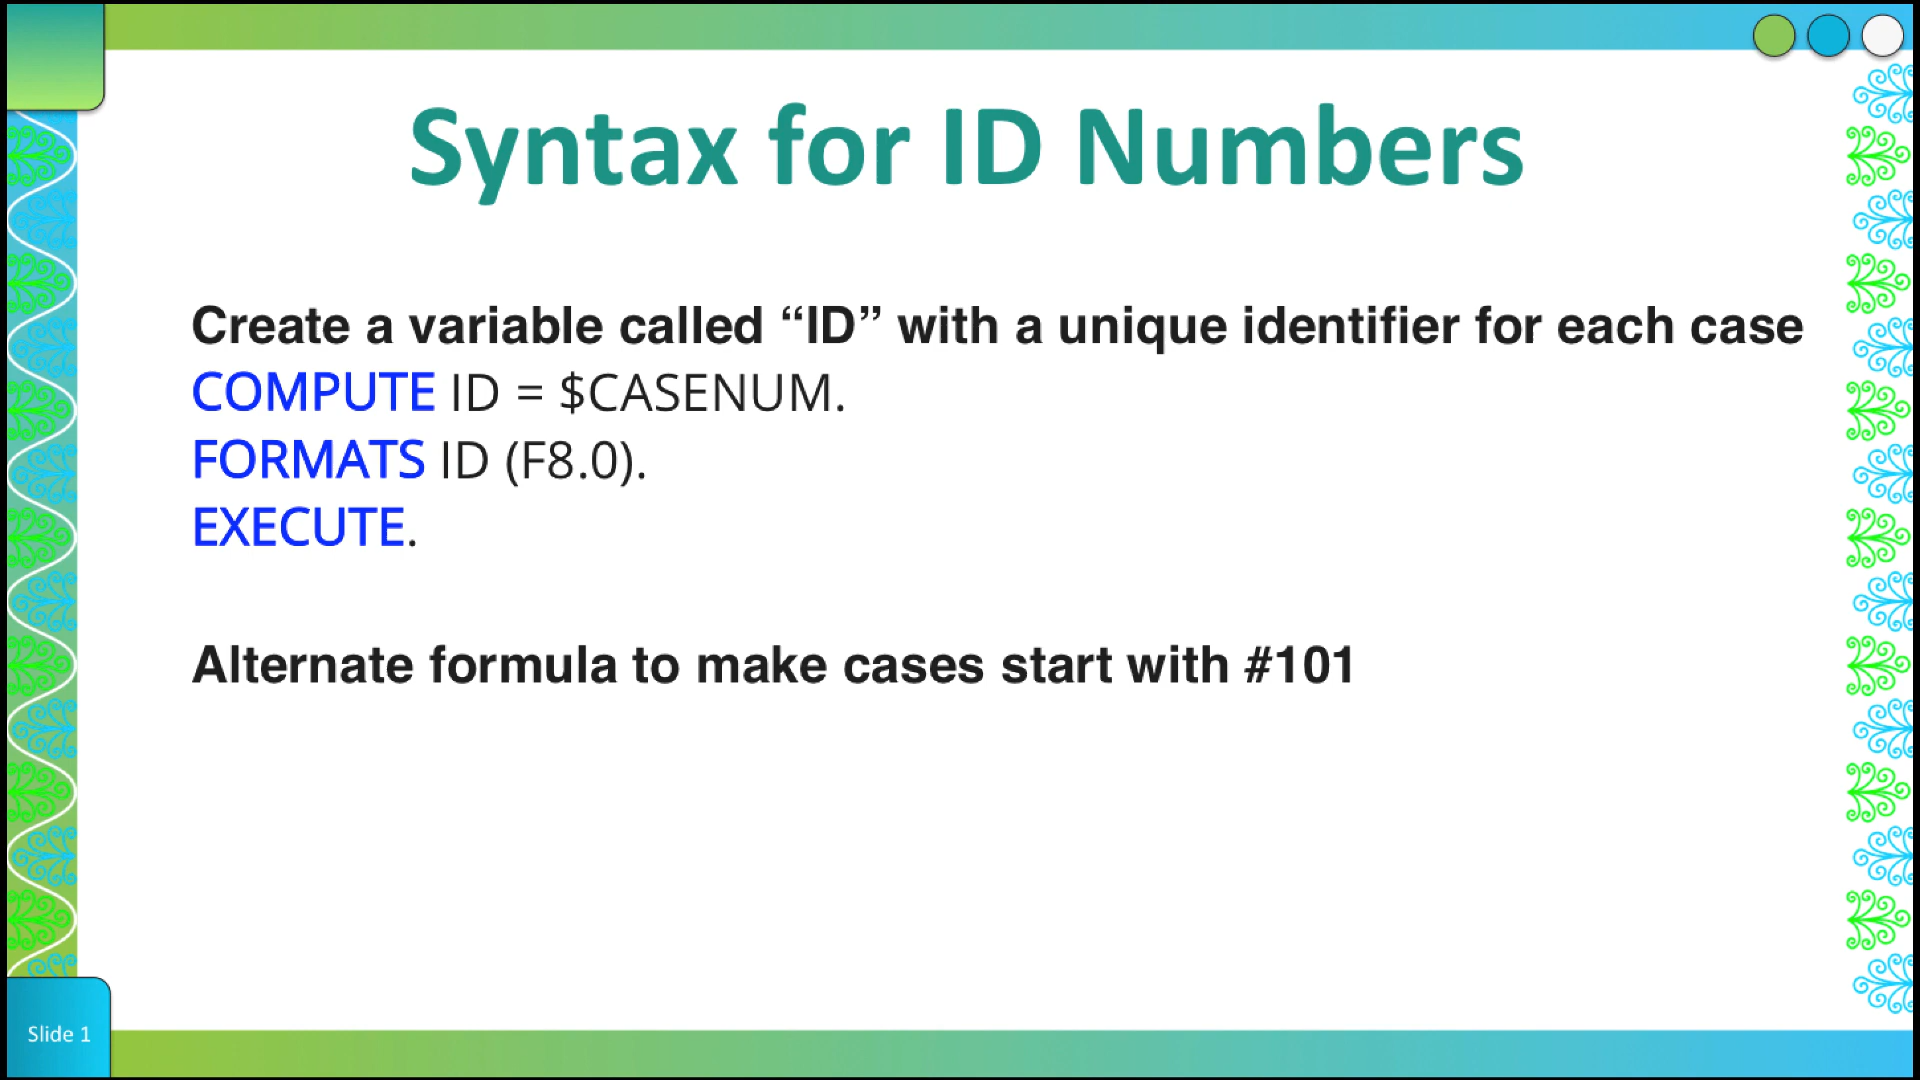 Syntax for ID Numbers
Create a variable called “ID” with a unique identifier for each case
COMPUTE ID = $CASENUM.
FORMATS ID (F8.0).
EXECUTE.
Alternate formula to make cases start with #101
Slide 1